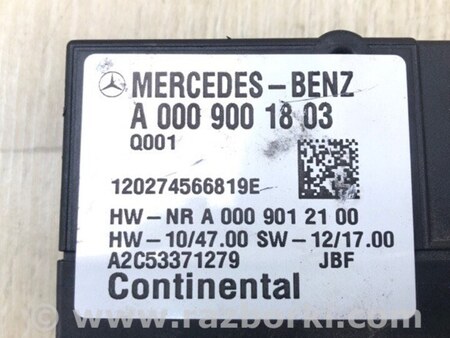 MERCEDES-BENZ
A 000 900 18 03
Q001
120274566819E
HW-NR A 000 901 21 00
HW-10/47.00 SW-12/17.00
A2C53371279 JBF
Continental
www.razborki.com